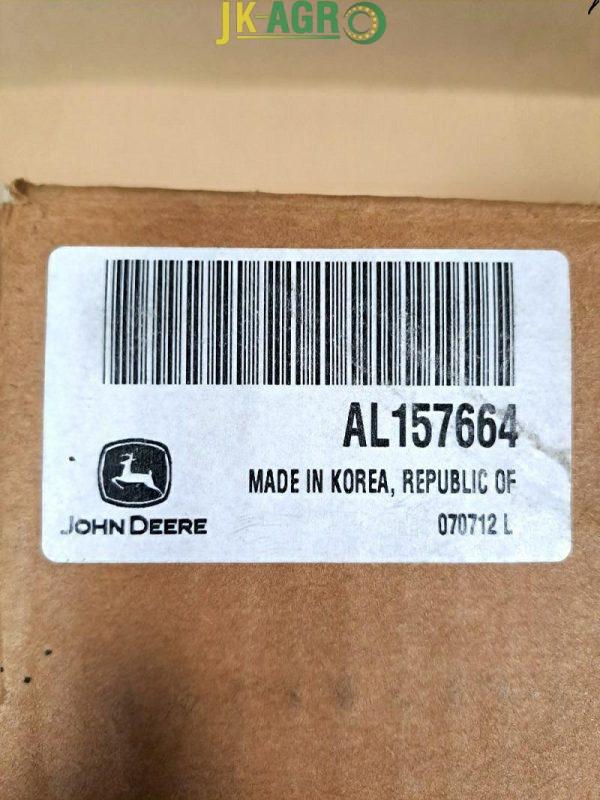 JK-AGRO
AL157664
MADE IN KOREA, REPUBLIC OF
JOHN DEERE
070712 L